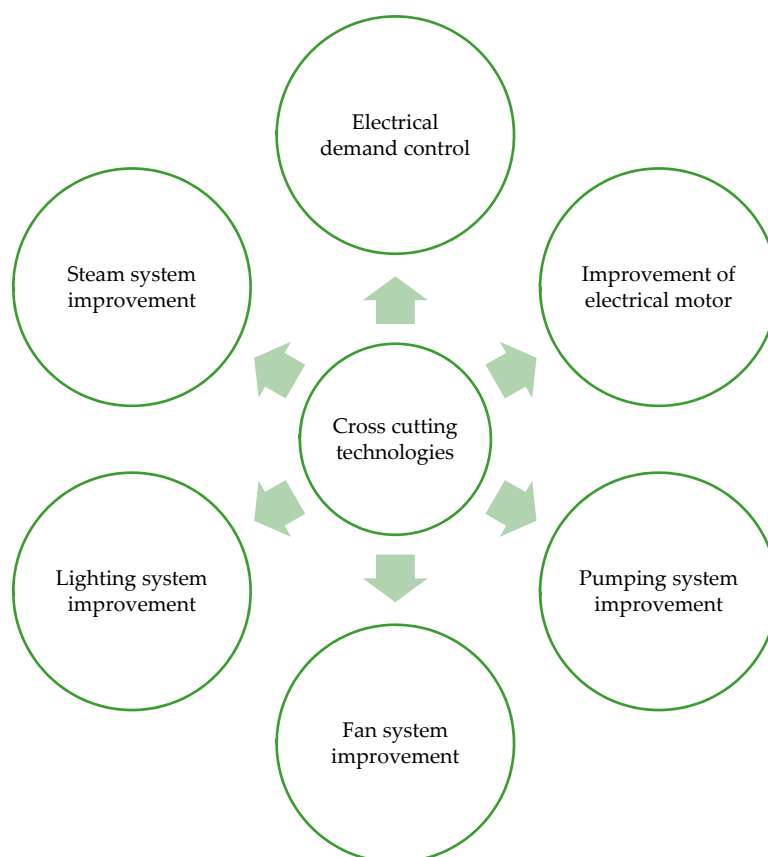 Electrical
demand control
Steam system
improvement
Improvement of
electrical motor
Cross cutting
technologies
Lighting system
improvement
Pumping system
improvement
Fan system
improvement